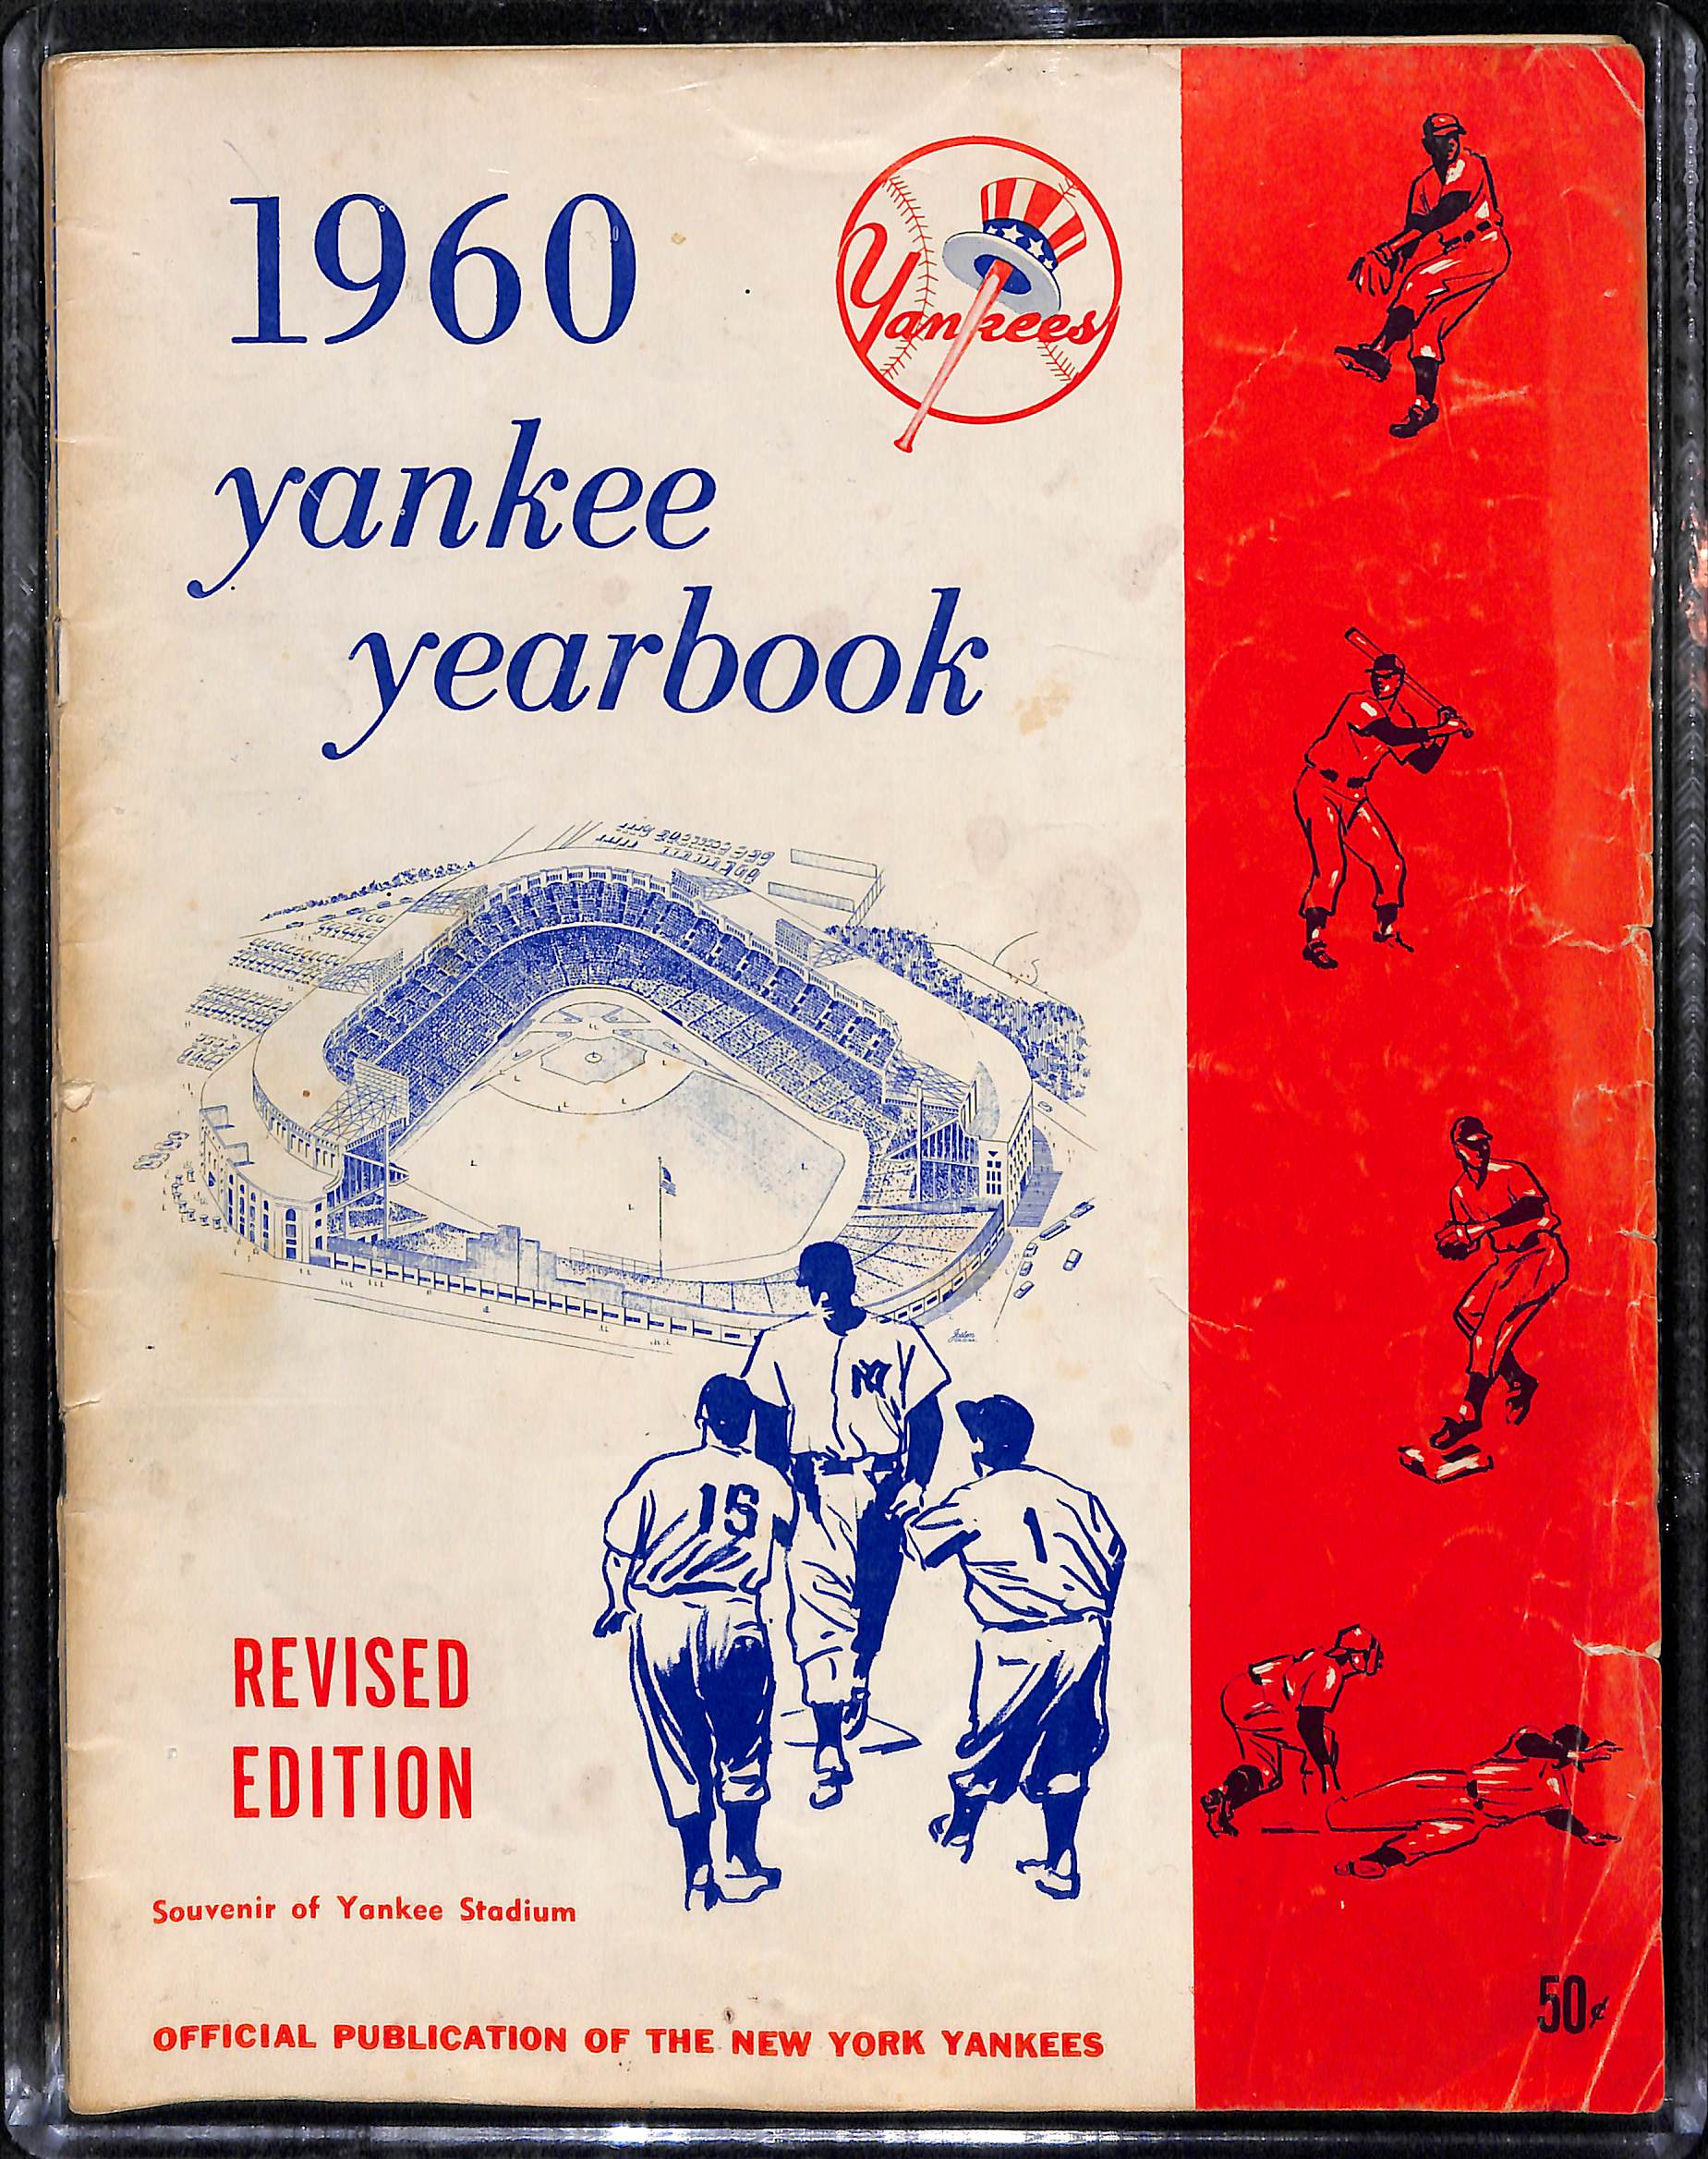 1960
Yankees
yankee
yearbook
NY
15
1
REVISED
EDITION
Souvenir of Yankee Stadium
50¢
OFFICIAL PUBLICATION OF THE NEW YORK YANKEES